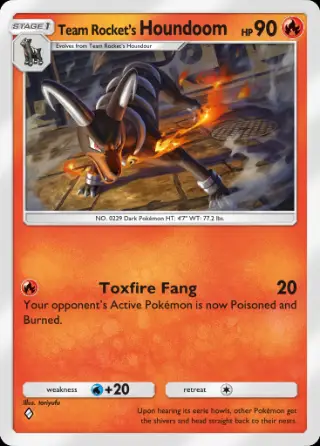 STAGE 1
Team Rocket's Houndoom HP 90
Evolves from Team Rocket's Houndour
NO. 0229 Dark Pokémon HT. 4'7" WT. 77.2 lbs
Toxfire Fang 20
Your opponent's Active Pokémon is now Poisoned and
Burned.
weakness +20 retreat
Illus. toriyufu
Upon hearing its eerie howls, other Pokémon get
the shivers and head straight back to their nests.